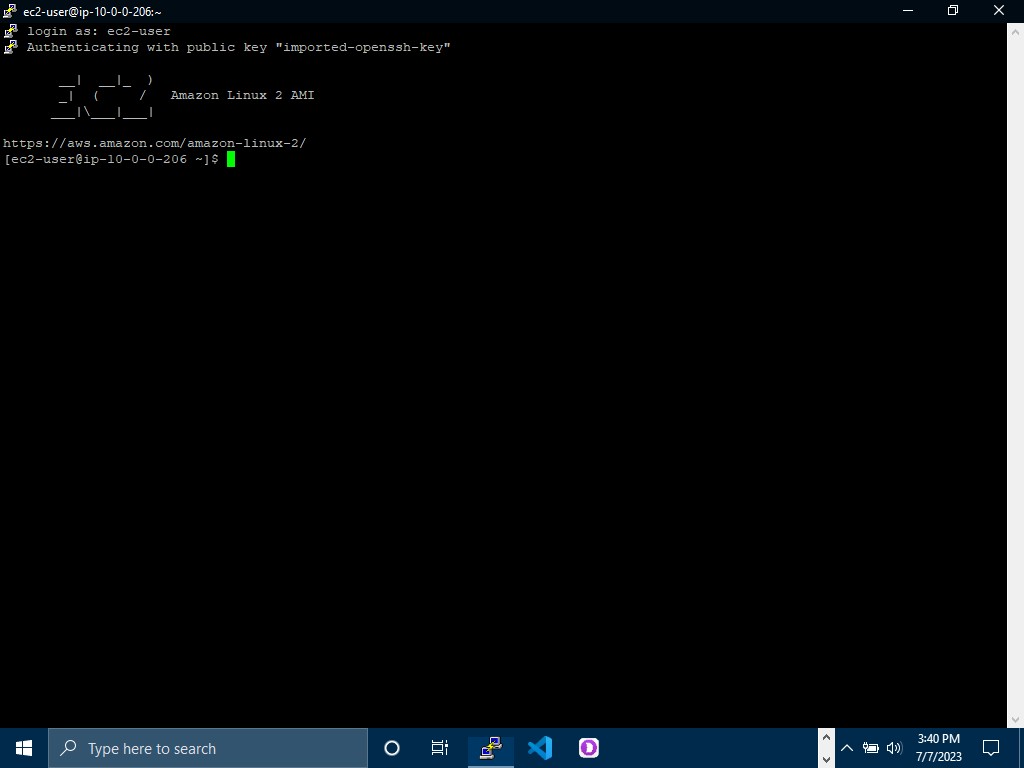 ec2-user@ip-10-0-0-206:~
login as: ec2-user
Authenticating with public key "imported-openssh-key"
       __|  __|_  )
       _|  (     /   Amazon Linux 2 AMI
      ___|\___|___|
https://aws.amazon.com/amazon-linux-2/
[ec2-user@ip-10-0-0-206 ~]$
Type here to search
3:40 PM
7/7/2023